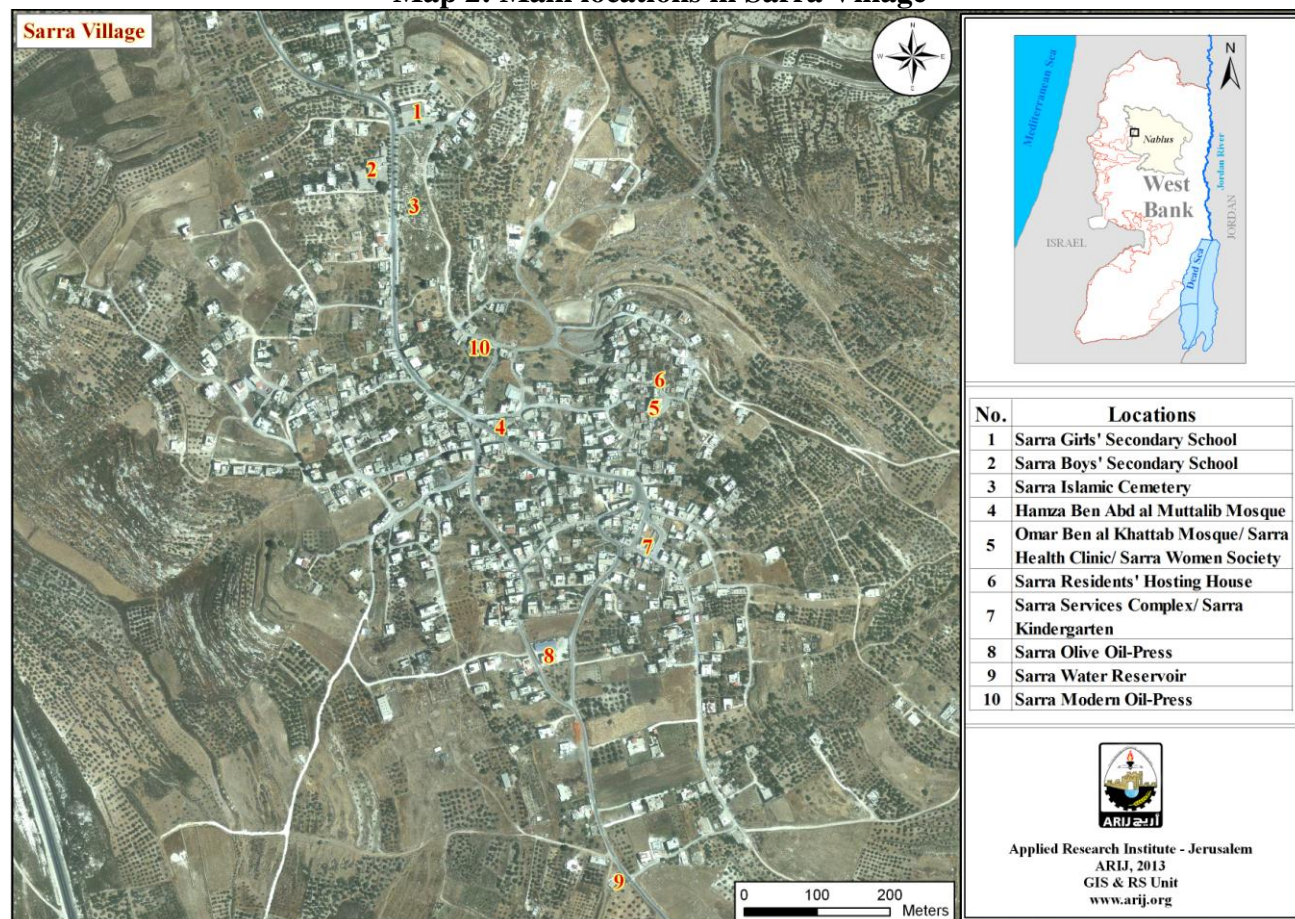 Map 2: Main locations in Sarra Village
Sarra Village
N
W E
S
1
2
3
10
6
5
4
7
8
9
0 100 200
Meters
N
Mediterranean Sea
Nablus
West
Bank
Jordan River
JORDAN
ISRAEL
Dead Sea
No. Locations
1 Sarra Girls' Secondary School
2 Sarra Boys' Secondary School
3 Sarra Islamic Cemetery
4 Hamza Ben Abd al Muttalib Mosque
5 Omar Ben al Khattab Mosque/ Sarra
Health Clinic/ Sarra Women Society
6 Sarra Residents' Hosting House
7 Sarra Services Complex/ Sarra
Kindergarten
8 Sarra Olive Oil-Press
9 Sarra Water Reservoir
10 Sarra Modern Oil-Press
ARIJ أريج
Applied Research Institute - Jerusalem
ARIJ, 2013
GIS & RS Unit
www.arij.org